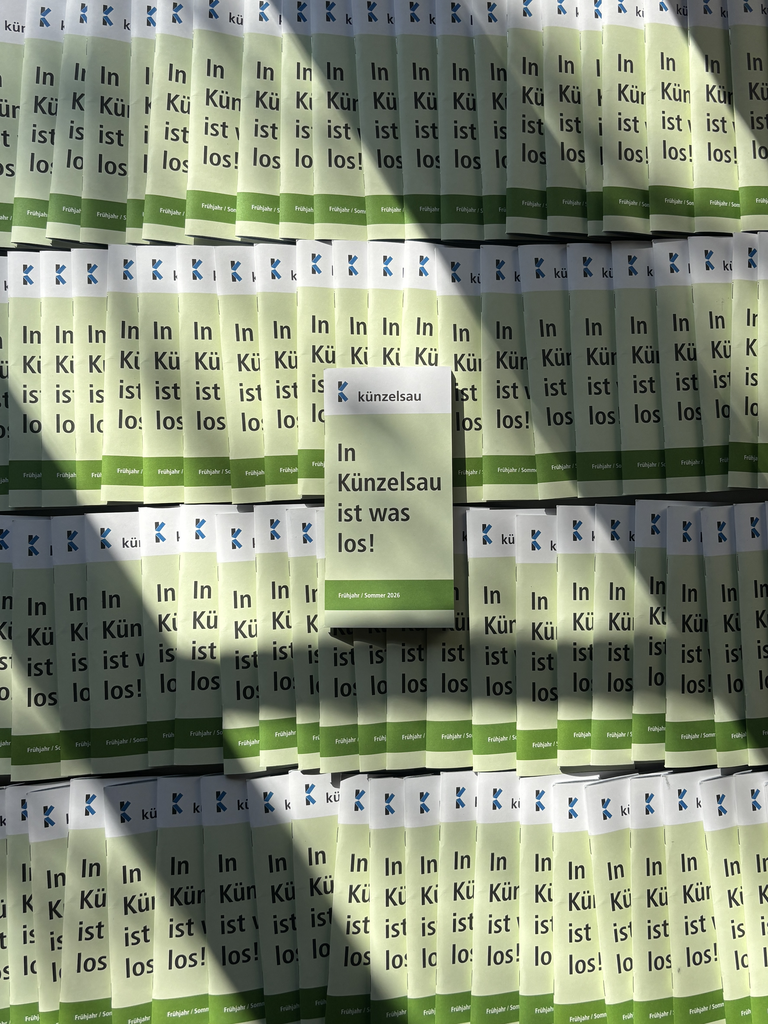 künzelsau
In
Künzelsau
ist was
los!
Frühjahr / Sommer 2026